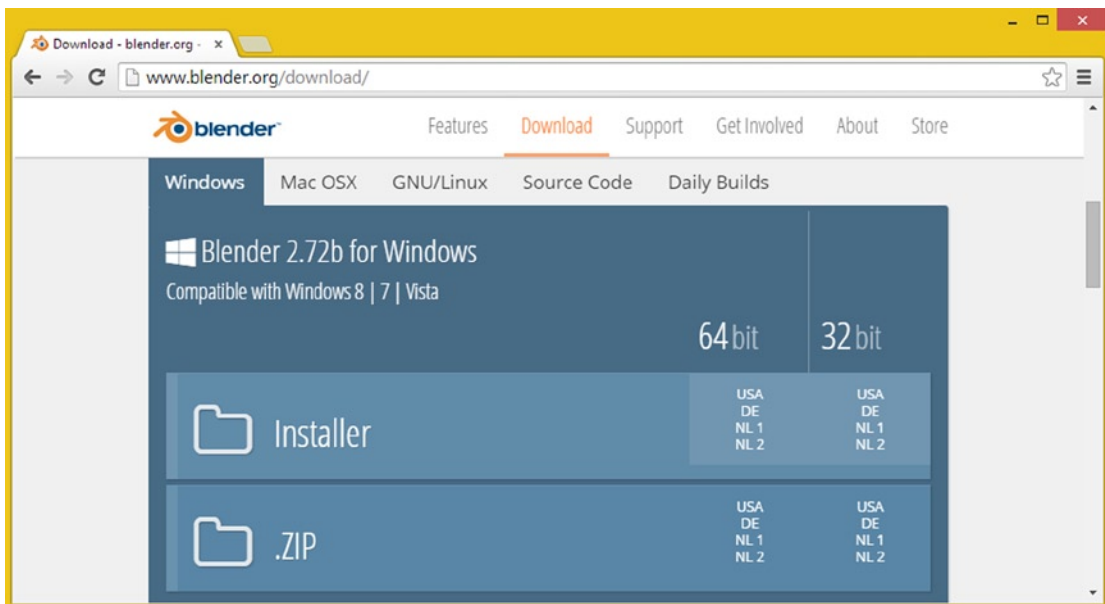 Download - blender.org -
www.blender.org/download/
blender™ Features Download Support Get Involved About Store
Windows Mac OSX GNU/Linux Source Code Daily Builds
Blender 2.72b for Windows
Compatible with Windows 8 | 7 | Vista
64 bit 32 bit
Installer
USA USA
DE DE
NL 1 NL 1
NL 2 NL 2
.ZIP
USA USA
DE DE
NL 1 NL 1
NL 2 NL 2